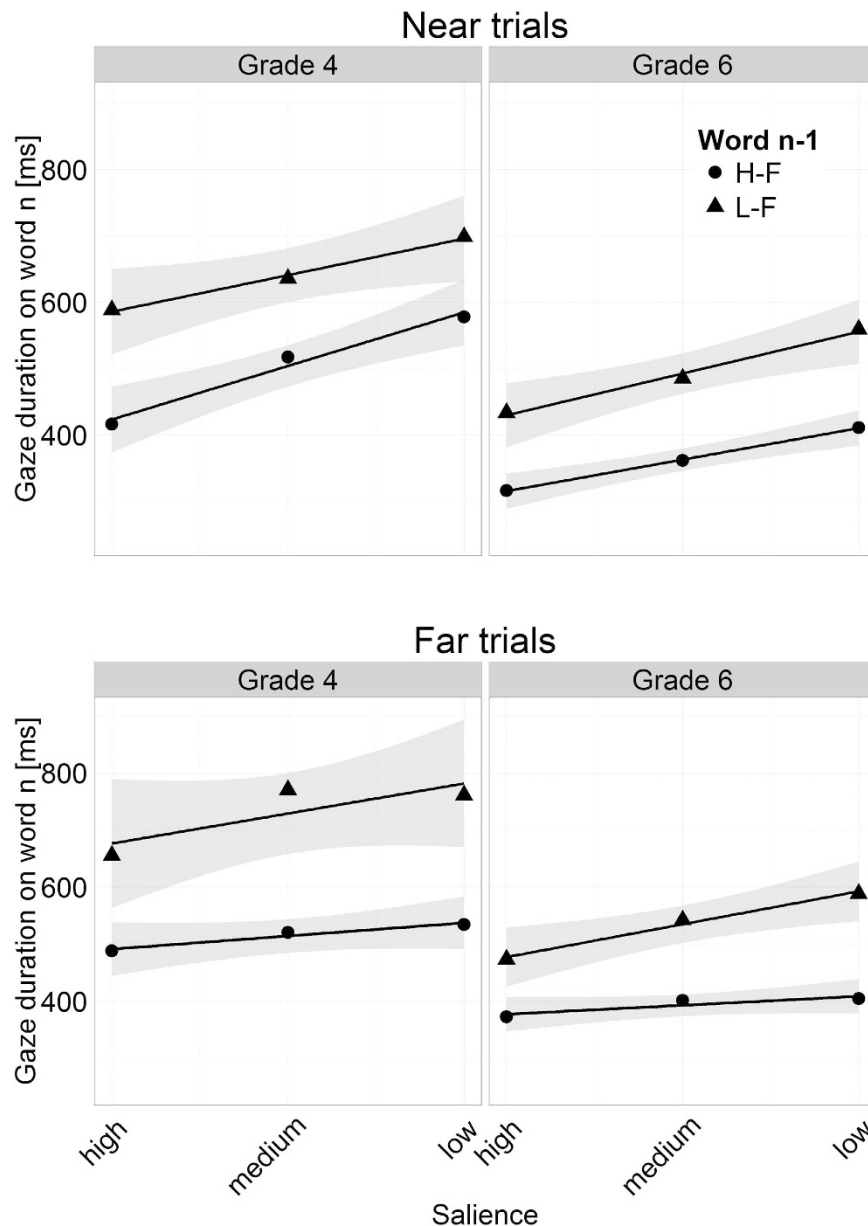 Near trials
Grade 4
Grade 6
Gaze duration on word n [ms]
800
600
400
Word n-1
H-F
L-F
Far trials
Grade 4
Grade 6
Gaze duration on word n [ms]
800
600
400
high
medium
low
high
medium
low
Salience